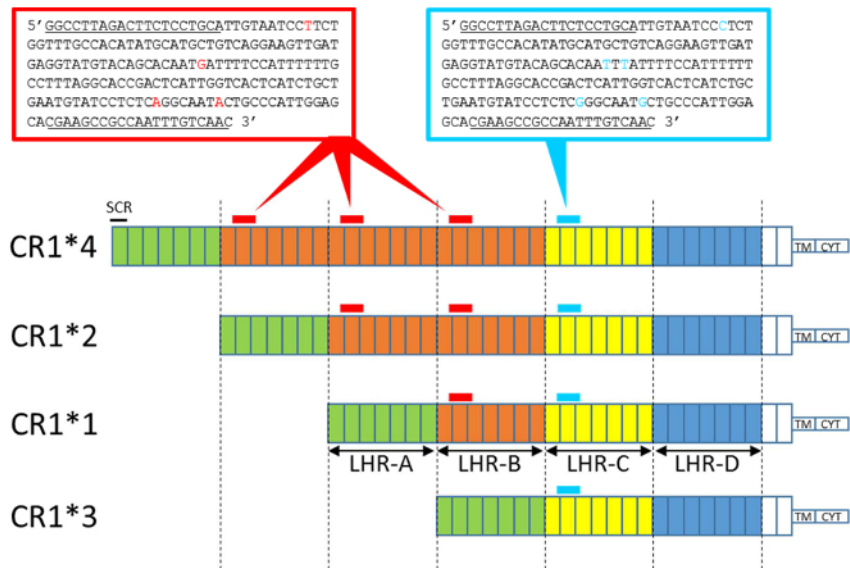 5’ GGCCTTAGACTTCTCCTGCATTGTAATCCTTCT
GGTTTGCCACATATGCATGCTGTCAGGAAGTTGAT
GAGGTATGTACAGCACAATGATTTTCCATTTTTTG
CCTTTAGGCACCGACTCATTGGTCACTCATCTGCT
GAATGTATCCTCTCAGGCAATACTGCCCATTGGAG
CACGAAGCCGCCAATTTGTCAAC 3’
5’ GGCCTTAGACTTCTCCTGCATTGTAATCCCTCT
GGTTTGCCACATATGCATGCTGTCAGGAAGTTGAT
GAGGTATGTACAGCACAATTTATTTTCCATTTTTT
GCCTTTAGGCACCGACTCATTGGTCACTCATCTGC
TGAATGTATCCTCTCGGGCAATGCTGCCCATTGGA
GCACGAAGCCGCCAATTTGTCAAC 3’
SCR
CR1*4
TM CYT
CR1*2
TM CYT
CR1*1
TM CYT
LHR-A LHR-B LHR-C LHR-D
CR1*3
TM CYT